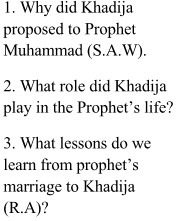 1. Why did Khadija
proposed to Prophet
Muhammad (S.A.W).
2. What role did Khadija
play in the Prophet’s life?
3. What lessons do we
learn from prophet’s
marriage to Khadija
(R.A)?